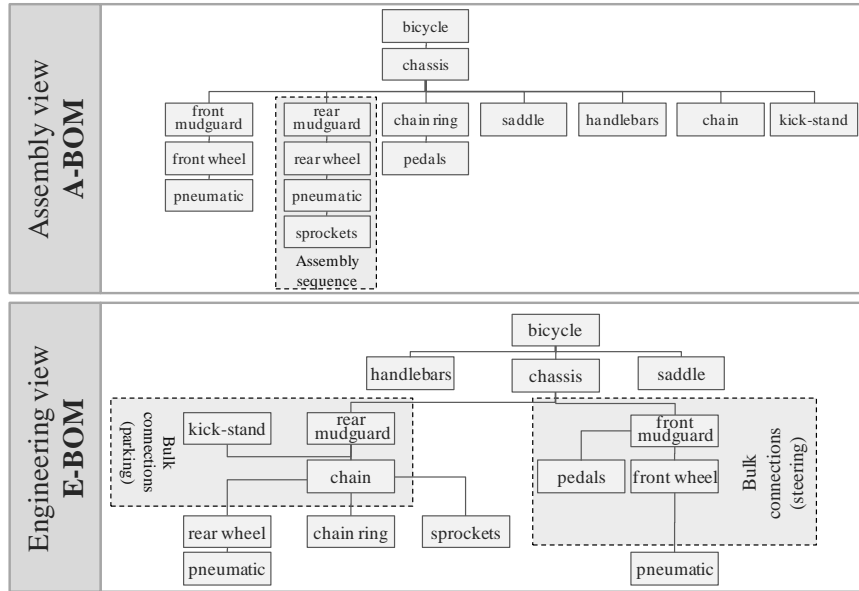 Assembly view
A-BOM
bicycle
chassis
front
mudguard
rear
mudguard
chain ring
saddle
handlebars
chain
kick-stand
front wheel
rear wheel
pedals
pneumatic
pneumatic
sprockets
Assembly
sequence
Engineering view
E-BOM
bicycle
handlebars
chassis
saddle
Bulk
connections
(parking)
kick-stand
rear
mudguard
front
mudguard
chain
pedals
front wheel
Bulk
connections
(steering)
rear wheel
chain ring
sprockets
pneumatic
pneumatic